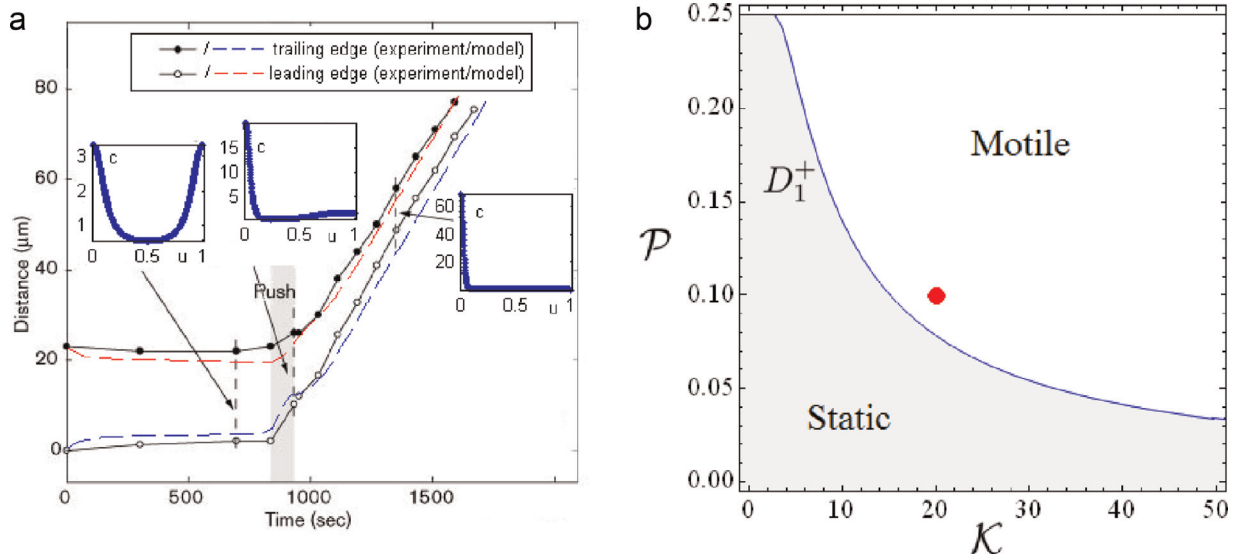 a
/ trailing edge (experiment/model)
/ leading edge (experiment/model)
Distance (µm)
80
60
40
20
0
0
500
1000
1500
Time (sec)
Push
3
2
1
c
0
0.5
u
1
15
10
5
c
0
0.5
u
1
60
40
20
c
0
0.5
u
1
b
0.25
0.20
0.15
0.10
0.05
0.00
𝒫
D₁⁺
Motile
Static
0
10
20
30
40
50
𝒦